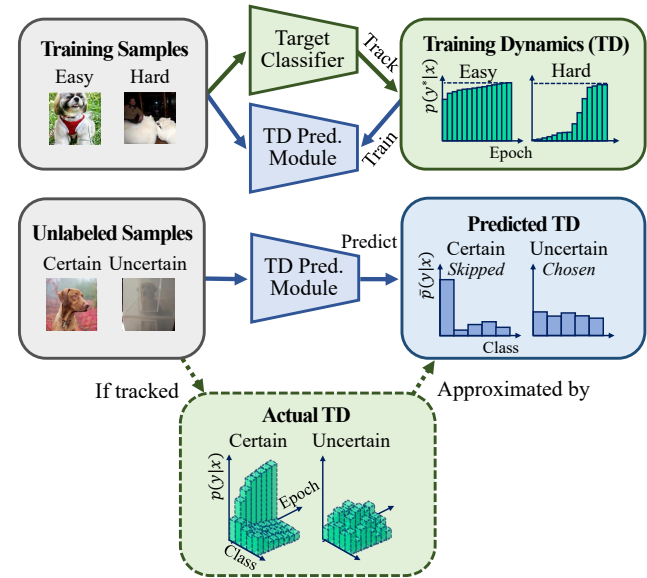 Training Samples
Easy
Hard
Target
Classifier
Track
TD Pred.
Module
Train
Training Dynamics (TD)
Easy
Hard
p(y*|x)
Epoch
Unlabeled Samples
Certain
Uncertain
TD Pred.
Module
Predict
Predicted TD
Certain
Skipped
Uncertain
Chosen
p̄(y|x)
Class
If tracked
Approximated by
Actual TD
Certain
Uncertain
p(y|x)
Epoch
Class